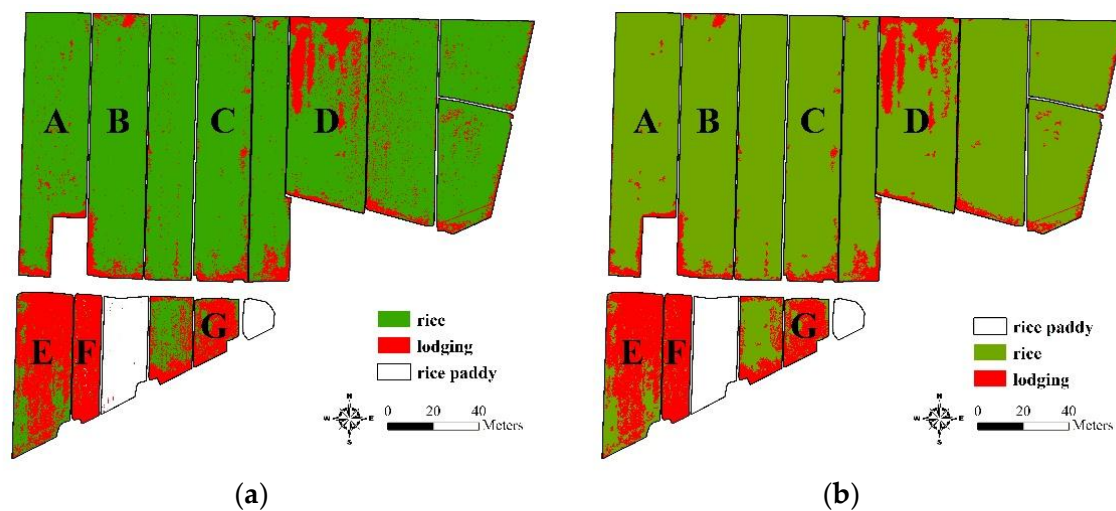 A B C D
E F G
rice
lodging
rice paddy
N
W E
S
0 20 40
Meters
(a)
A B C D
E F G
rice paddy
rice
lodging
N
W E
S
0 20 40
Meters
(b)